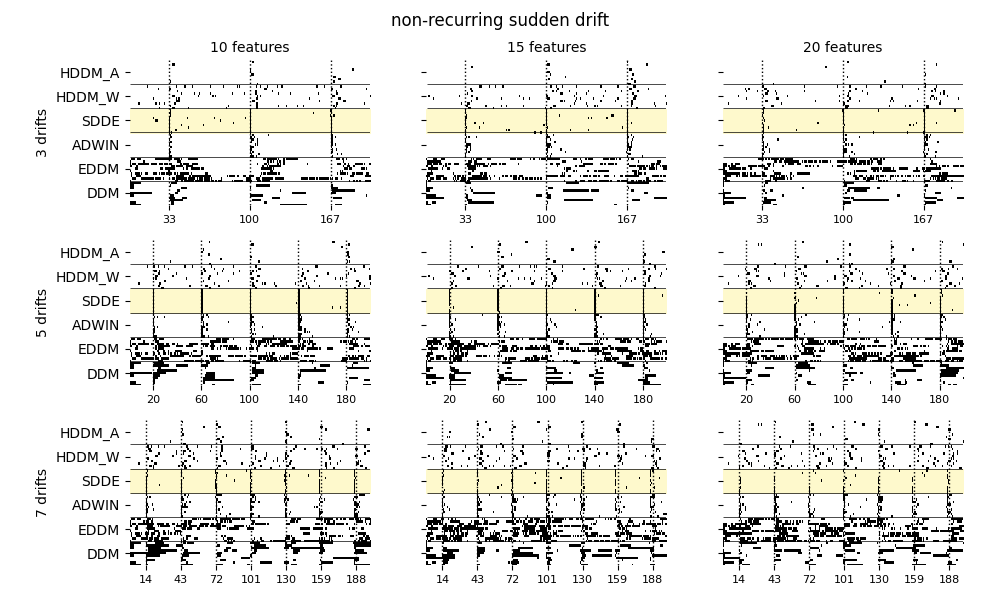 non-recurring sudden drift
10 features
15 features
20 features
3 drifts
HDDM_A
HDDM_W
SDDE
ADWIN
EDDM
DDM
33 100 167
33 100 167
33 100 167
5 drifts
HDDM_A
HDDM_W
SDDE
ADWIN
EDDM
DDM
20 60 100 140 180
20 60 100 140 180
20 60 100 140 180
7 drifts
HDDM_A
HDDM_W
SDDE
ADWIN
EDDM
DDM
14 43 72 101 130 159 188
14 43 72 101 130 159 188
14 43 72 101 130 159 188